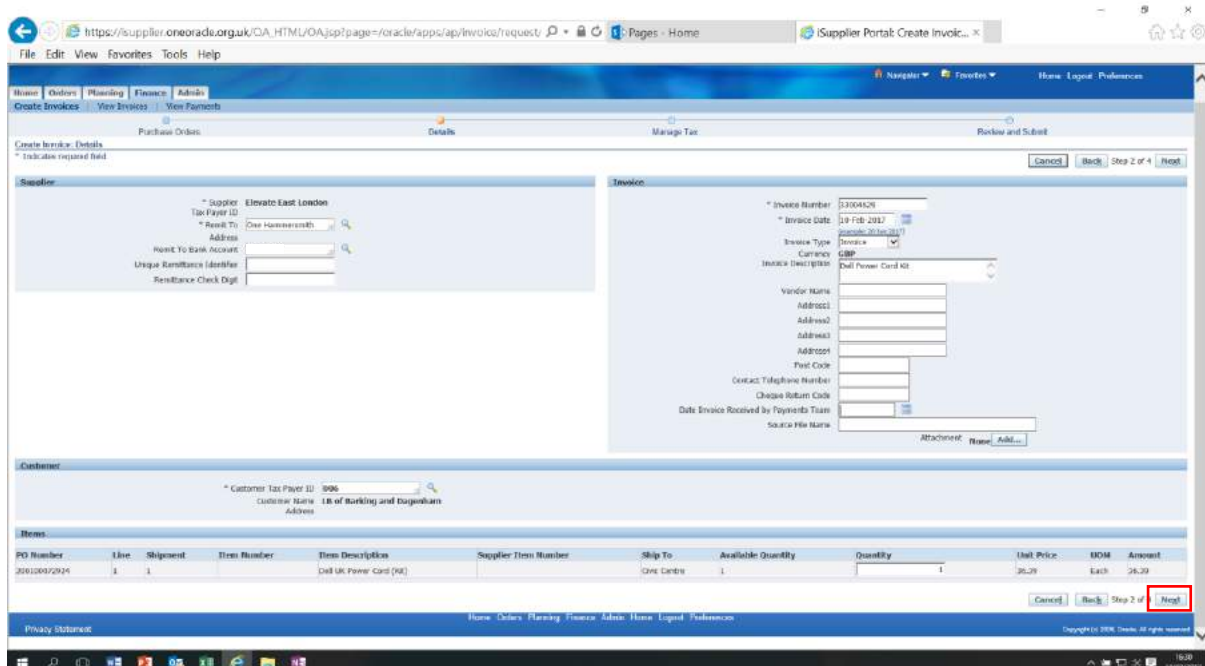 https://isupplier.oneoracle.org.uk/OA_HTML/OA.jsp?page=/oracle/apps/ap/invoice/request/
Pages - Home
iSupplier Portal: Create Invoic...
File Edit View Favorites Tools Help
Navigator Favorites Home Logout Preferences
Home Orders Planning Finance Admin
Create Invoices | View Invoices | View Payments
Purchase Orders Details Manage Tax Review and Submit
Create Invoice: Details
* Indicates required field
Cancel Back Step 2 of 4 Next
Supplier
* Supplier Elevate East London
Tax Payer ID
* Remit To One Hammersmith
Address
Remit To Bank Account
Unique Remittance Identifier
Remittance Check Digit
Invoice
* Invoice Number 33004629
* Invoice Date 10-Feb-2017
Invoice Type Invoice
Currency GBP
Invoice Description Dell Power Cord Kit
Vendor Name
Address1
Address2
Address3
Address4
Post Code
Contact Telephone Number
Cheque Return Code
Date Invoice Received by Payments Team
Source File Name
Attachment None Add...
Customer
* Customer Tax Payer ID 006
Customer Name LB of Barking and Dagenham
Address
Items
PO Number Line Shipment Item Number Item Description Supplier Item Number Ship To Available Quantity Quantity Unit Price UOM Amount
1 1 Dell UK Power Cord (Kit) Civic Centre 1 1 Each
Cancel Back Step 2 of Next
Home Orders Planning Finance Admin Home Logout Preferences
Privacy Statement
16:30